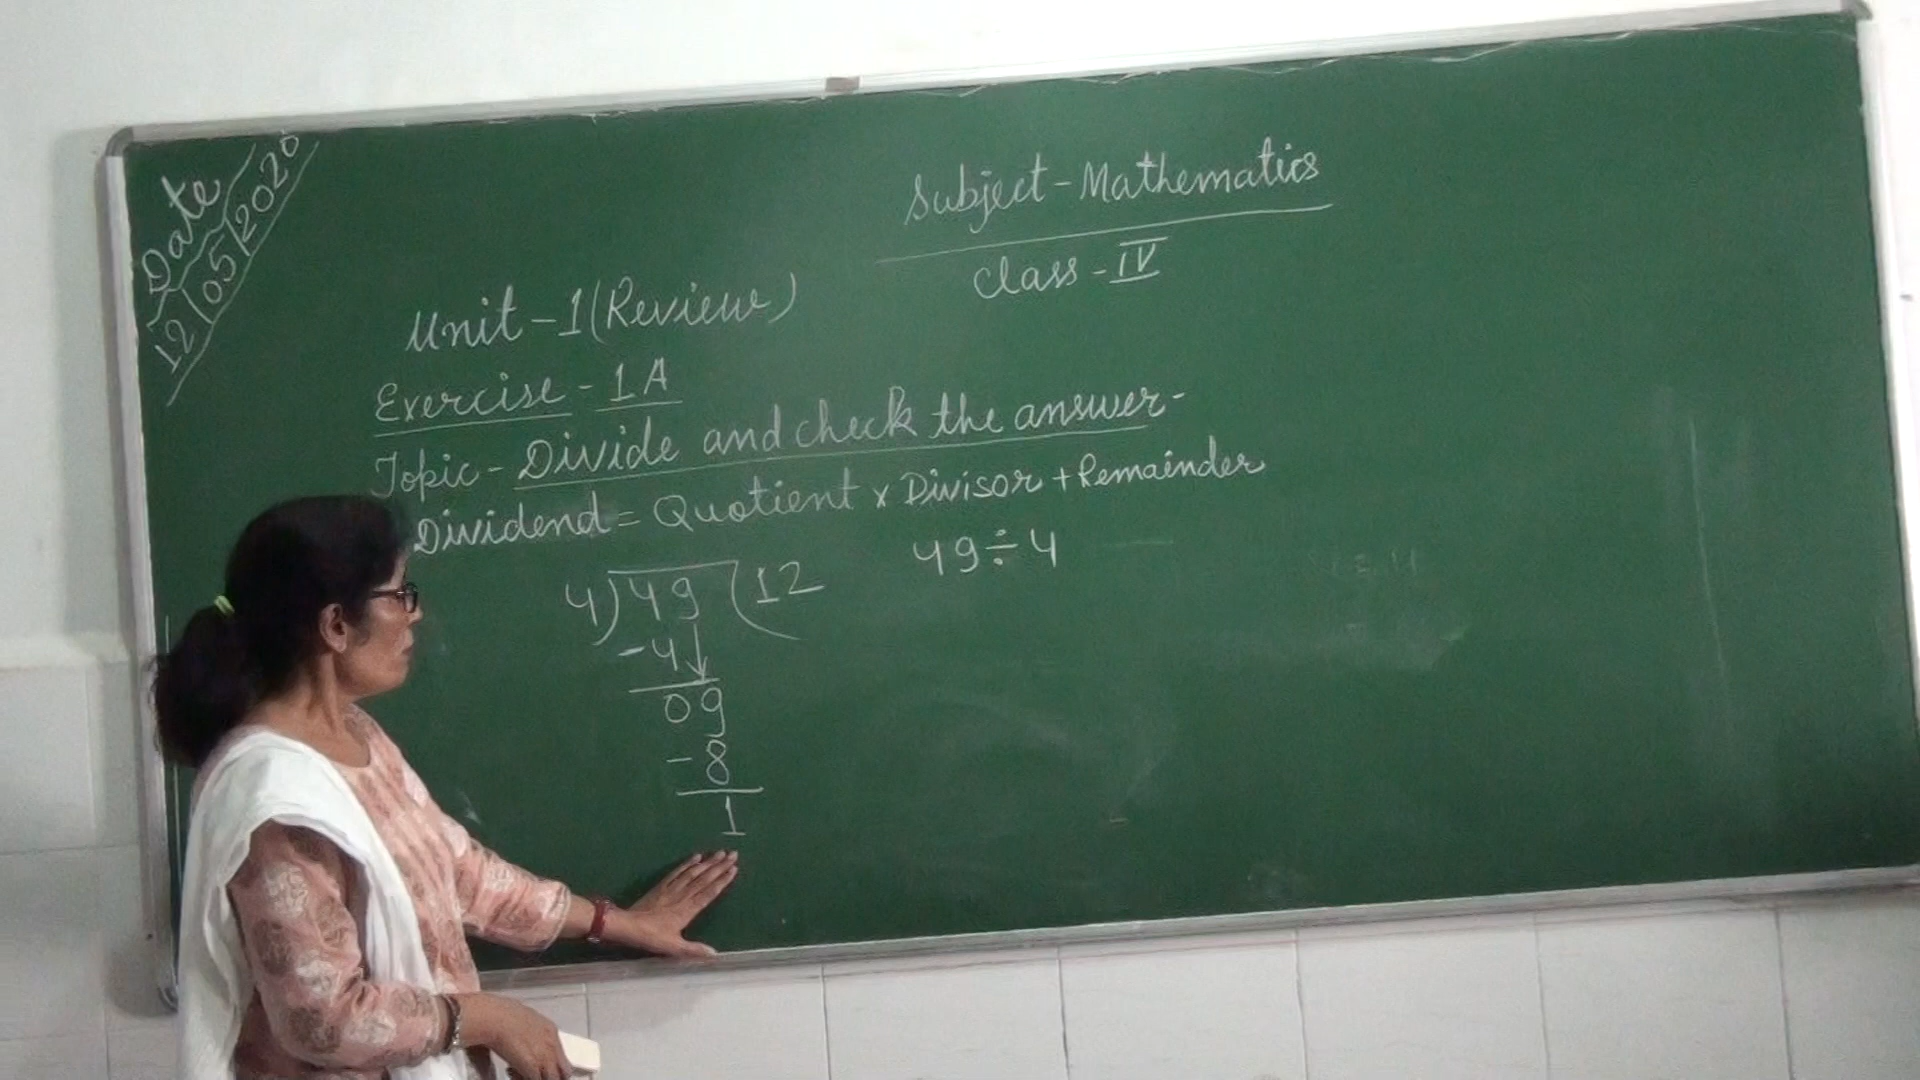 Date
12/05/2020
Subject-Mathematics
Class-IV
Unit-1(Review)
Exercise-1A
Topic-Divide and check the answer-
Dividend=Quotient x Divisor+Remainder
49÷4
4)49(12
-4↓
09
-8
1